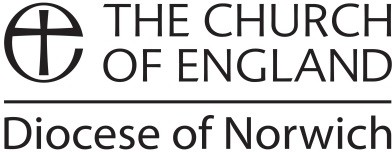 THE CHURCH
OF ENGLAND
Diocese of Norwich